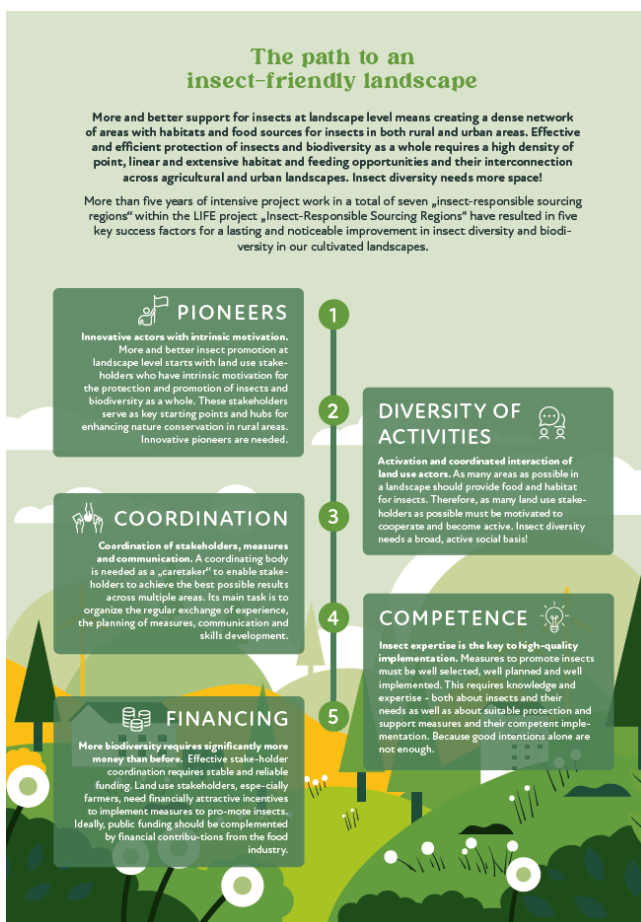 The path to an
insect-friendly landscape
More and better support for insects at landscape level means creating a dense network
of areas with habitats and food sources for insects in both rural and urban areas. Effective
and efficient protection of insects and biodiversity as a whole requires a high density of
point, linear and extensive habitat and feeding opportunities and their interconnection
across agricultural and urban landscapes. Insect diversity needs more space!
More than five years of intensive project work in a total of seven „insect-responsible sourcing
regions“ within the LIFE project „Insect-Responsible Sourcing Regions“ have resulted in five
key success factors for a lasting and noticeable improvement in insect diversity and biodi-
versity in our cultivated landscapes.
1
PIONEERS
Innovative actors with intrinsic motivation.
More and better insect promotion at
landscape level starts with land use stake-
holders who have intrinsic motivation for
the protection and promotion of insects and
biodiversity as a whole. These stakeholders
serve as key starting points and hubs for
enhancing nature conservation in rural areas.
Innovative pioneers are needed.
2
DIVERSITY OF
ACTIVITIES
Activation and coordinated interaction of
land use actors. As many areas as possible in
a landscape should provide food and habitat
for insects. Therefore, as many land use stake-
holders as possible must be motivated to
cooperate and become active. Insect diversity
needs a broad, active social basis!
3
COORDINATION
Coordination of stakeholders, measures
and communication. A coordinating body
is needed as a „caretaker“ to enable stake-
holders to achieve the best possible results
across multiple areas. Its main task is to
organize the regular exchange of experience,
the planning of measures, communication and
skills development.
4
COMPETENCE
Insect expertise is the key to high-quality
implementation. Measures to promote insects
must be well selected, well planned and well
implemented. This requires knowledge and
expertise - both about insects and their
needs as well as about suitable protection and
support measures and their competent imple-
mentation. Because good intentions alone are
not enough.
5
FINANCING
More biodiversity requires significantly more
money than before. Effective stake-holder
coordination requires stable and reliable
funding. Land use stakeholders, espe-cially
farmers, need financially attractive incentives
to implement measures to pro-mote insects.
Ideally, public funding should be complemented
by financial contribu-tions from the food
industry.